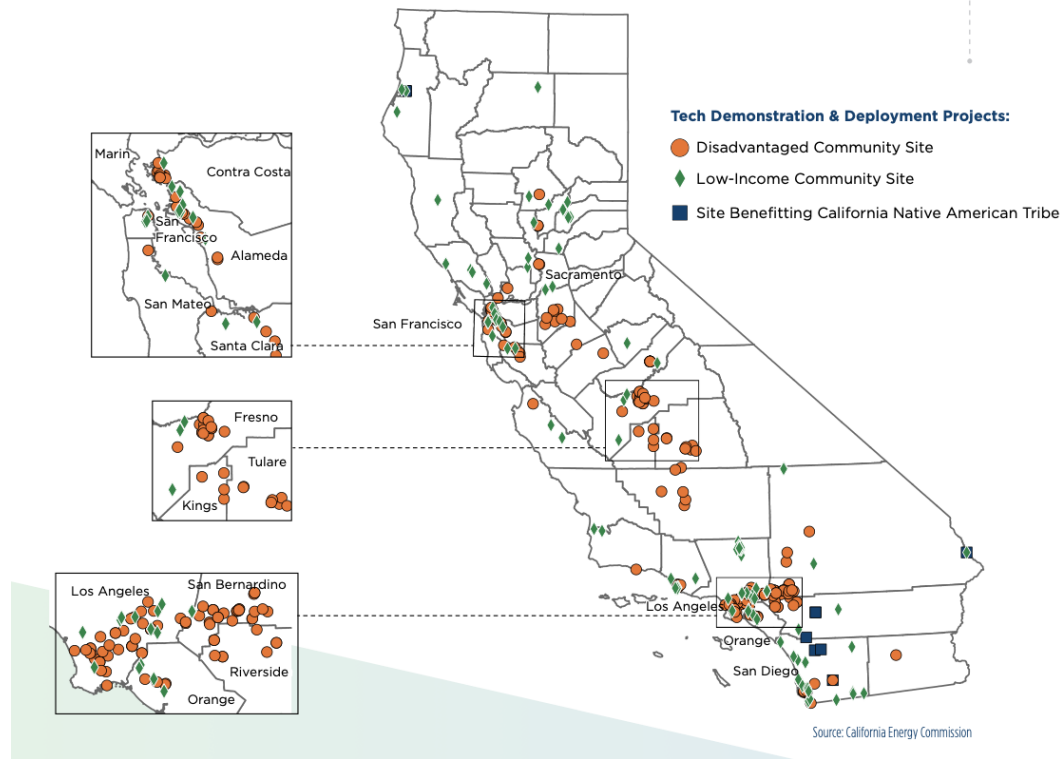 Tech Demonstration & Deployment Projects:
Disadvantaged Community Site
Low-Income Community Site
Site Benefitting California Native American Tribe
Marin
Contra Costa
San
Francisco
Alameda
San Mateo
Santa Clara
Sacramento
San Francisco
Fresno
Tulare
Kings
Los Angeles
San Bernardino
Riverside
Orange
Los Angeles
Orange
San Diego
Source: California Energy Commission